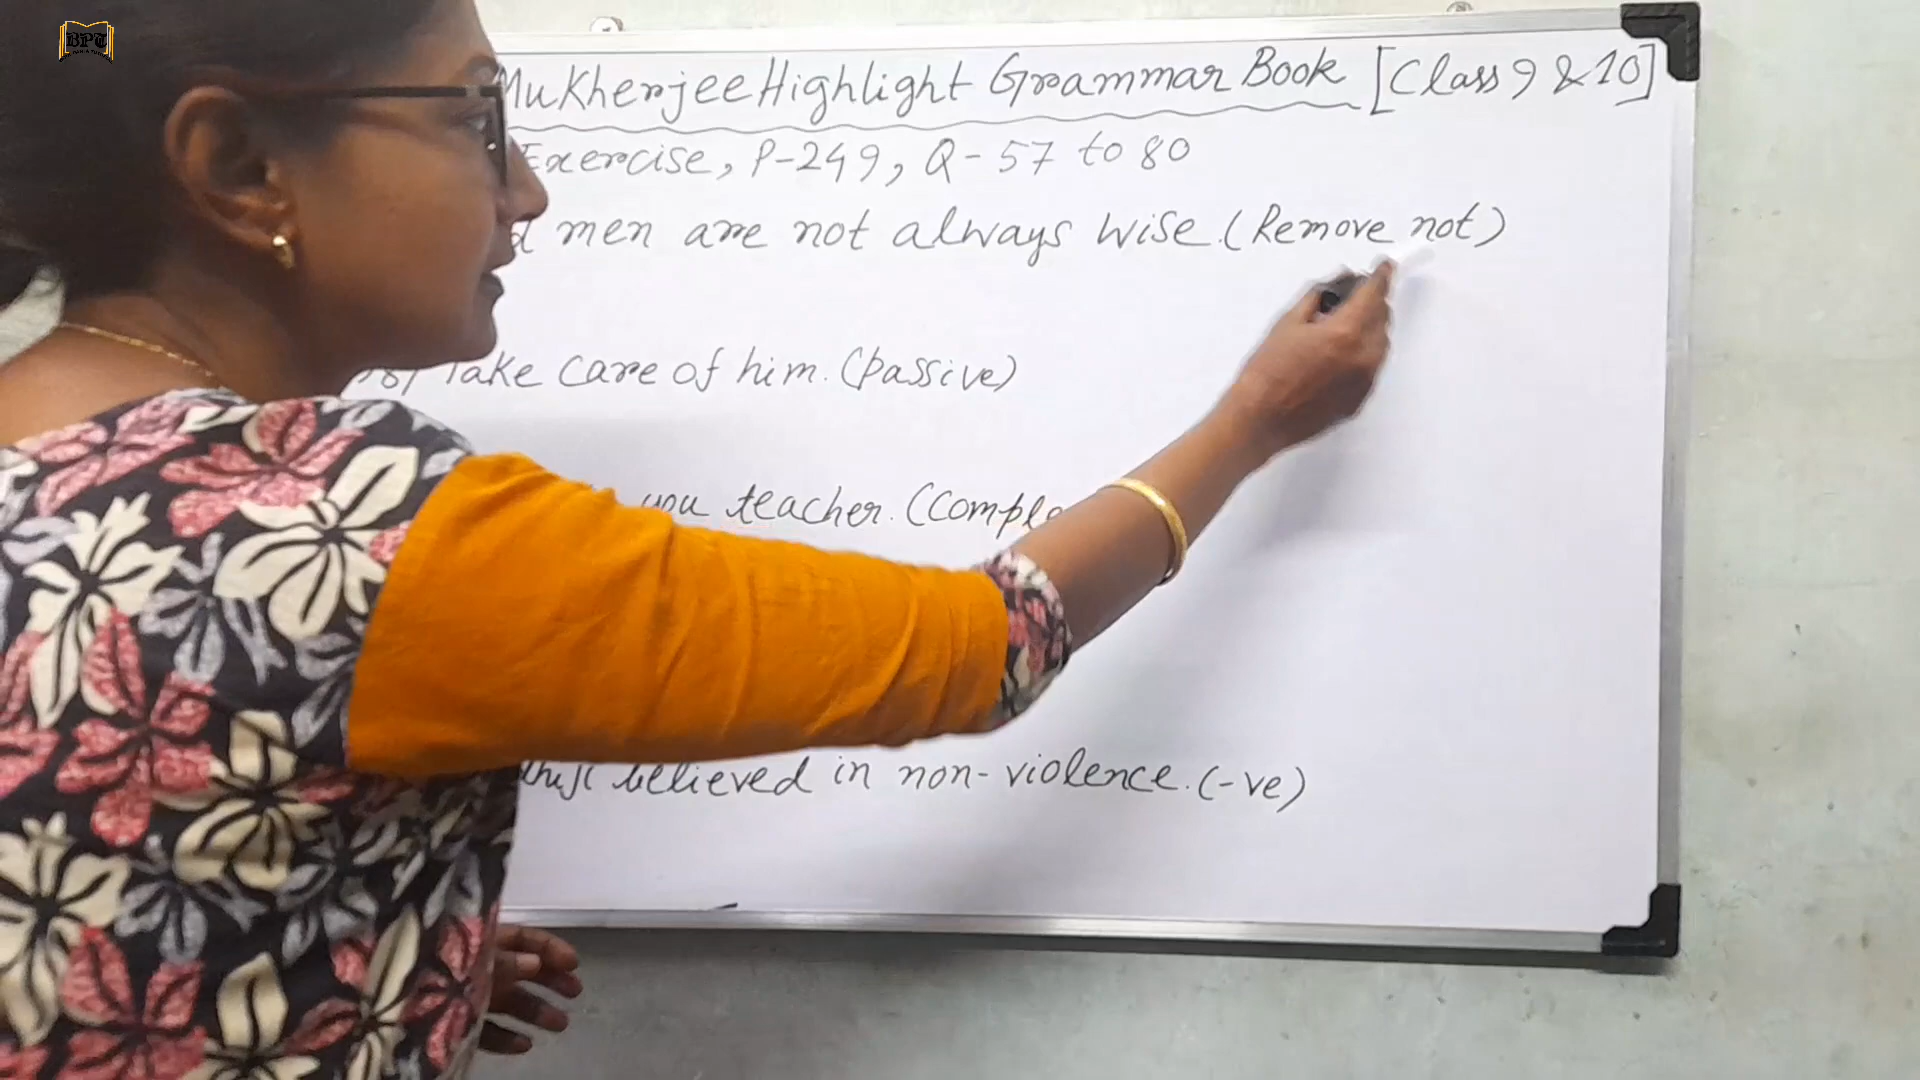 BPT
Mukherjee Highlight Grammar Book [Class 9 & 10]
Exercise, P-249, Q-57 to 80
men are not always wise. (Remove not)
Take care of him. (Passive)
you teacher. (Comple
believed in non-violence. (-ve)